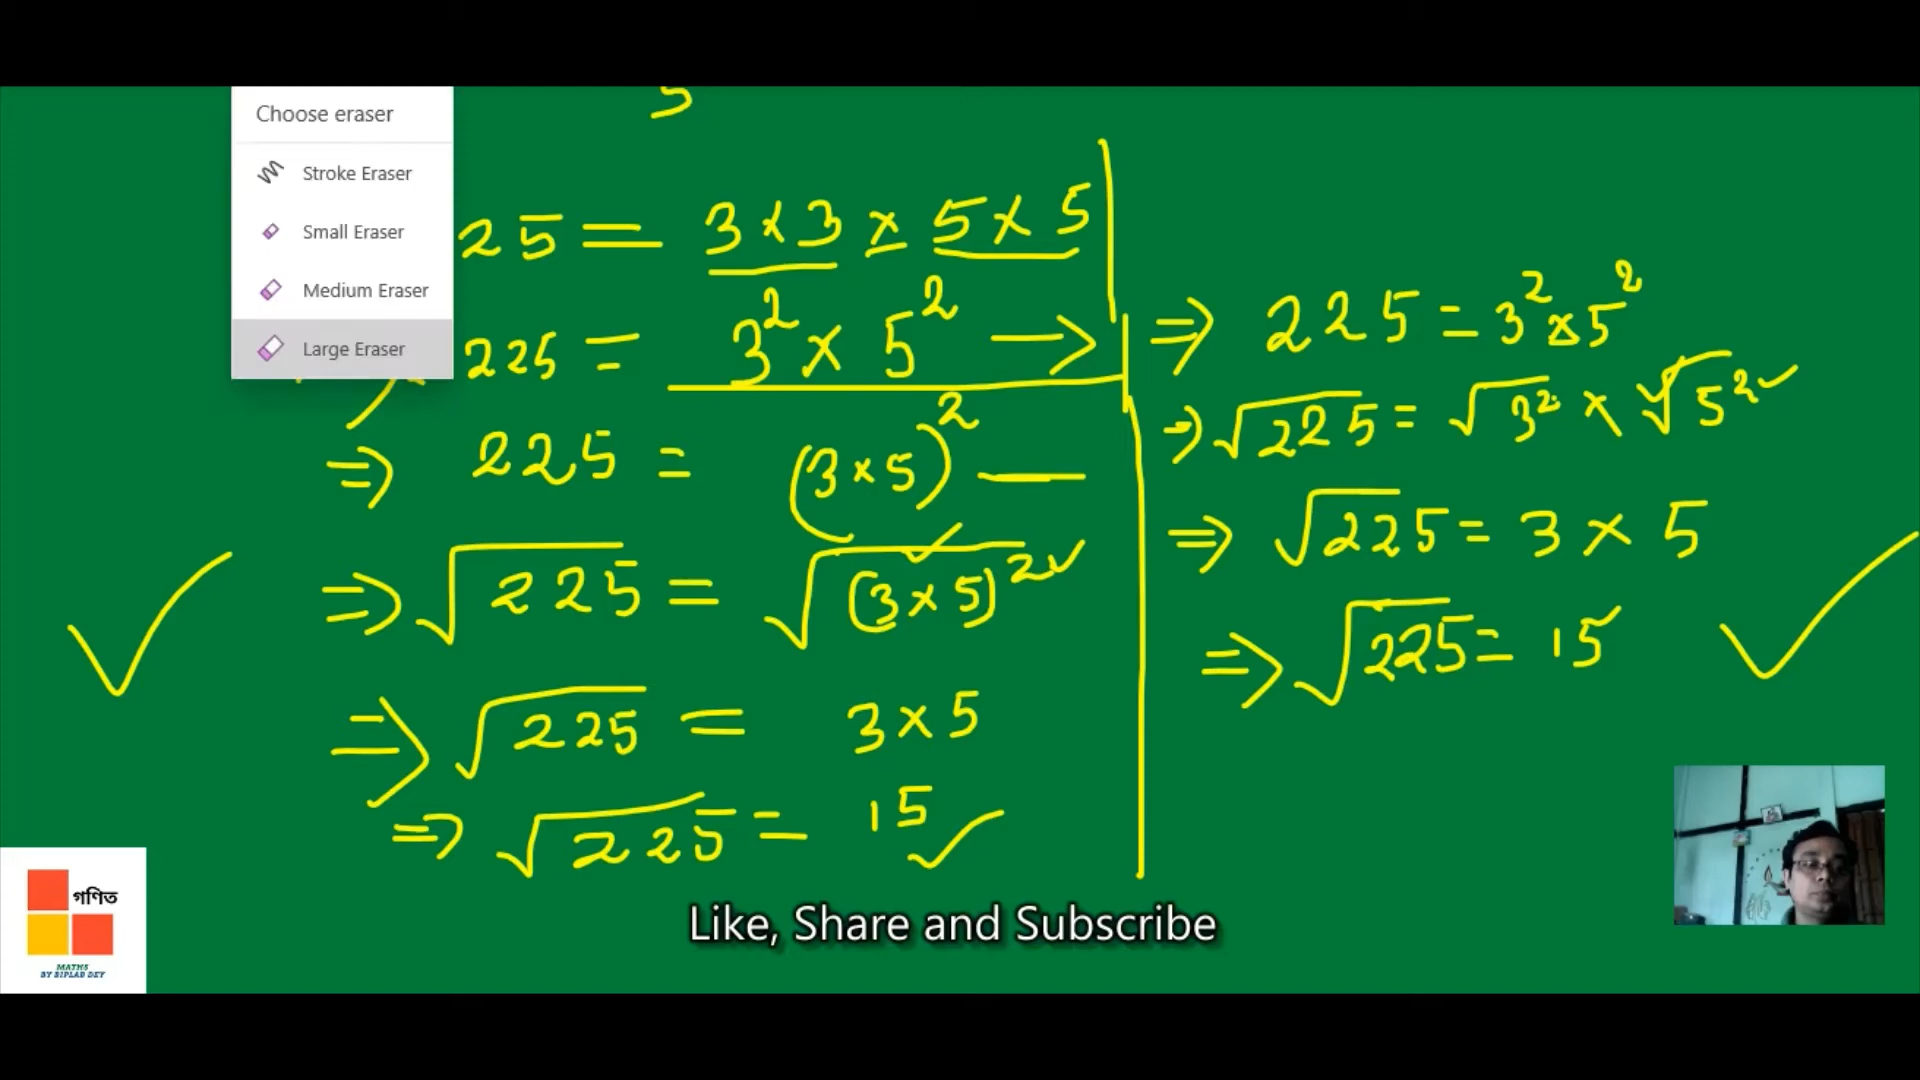 5
Choose eraser
Stroke Eraser
Small Eraser
Medium Eraser
Large Eraser
25 = 3 × 3 × 5 × 5
225 = 3² × 5² →
⇒ 225 = (3 × 5)²
⇒ √225 = √(3 × 5)²
⇒ √225 = 3 × 5
⇒ √225 = 15
⇒ 225 = 3² × 5²
⇒ √225 = √3² × √5²
⇒ √225 = 3 × 5
⇒ √225 = 15
Like, Share and Subscribe
গণিত
MATHS
BY BIPLAB DEY